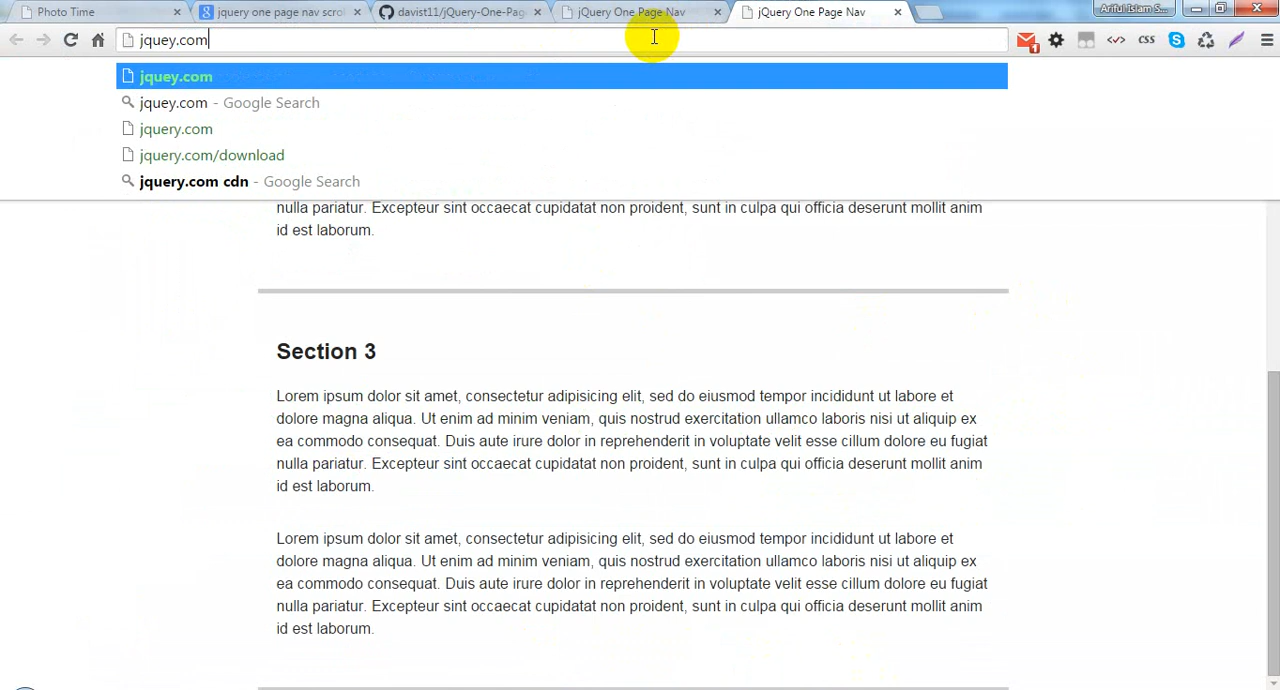 Photo Time
jquery one page nav scrol
davist11/jQuery-One-Pag
jQuery One Page Nav
jQuery One Page Nav
Ariful Islam S...
jquey.com
1
CSS
jquey.com
jquey.com - Google Search
jquery.com
jquery.com/download
jquery.com cdn - Google Search
nulla pariatur. Excepteur sint occaecat cupidatat non proident, sunt in culpa qui officia deserunt mollit anim
id est laborum.
Section 3
Lorem ipsum dolor sit amet, consectetur adipisicing elit, sed do eiusmod tempor incididunt ut labore et
dolore magna aliqua. Ut enim ad minim veniam, quis nostrud exercitation ullamco laboris nisi ut aliquip ex
ea commodo consequat. Duis aute irure dolor in reprehenderit in voluptate velit esse cillum dolore eu fugiat
nulla pariatur. Excepteur sint occaecat cupidatat non proident, sunt in culpa qui officia deserunt mollit anim
id est laborum.
Lorem ipsum dolor sit amet, consectetur adipisicing elit, sed do eiusmod tempor incididunt ut labore et
dolore magna aliqua. Ut enim ad minim veniam, quis nostrud exercitation ullamco laboris nisi ut aliquip ex
ea commodo consequat. Duis aute irure dolor in reprehenderit in voluptate velit esse cillum dolore eu fugiat
nulla pariatur. Excepteur sint occaecat cupidatat non proident, sunt in culpa qui officia deserunt mollit anim
id est laborum.